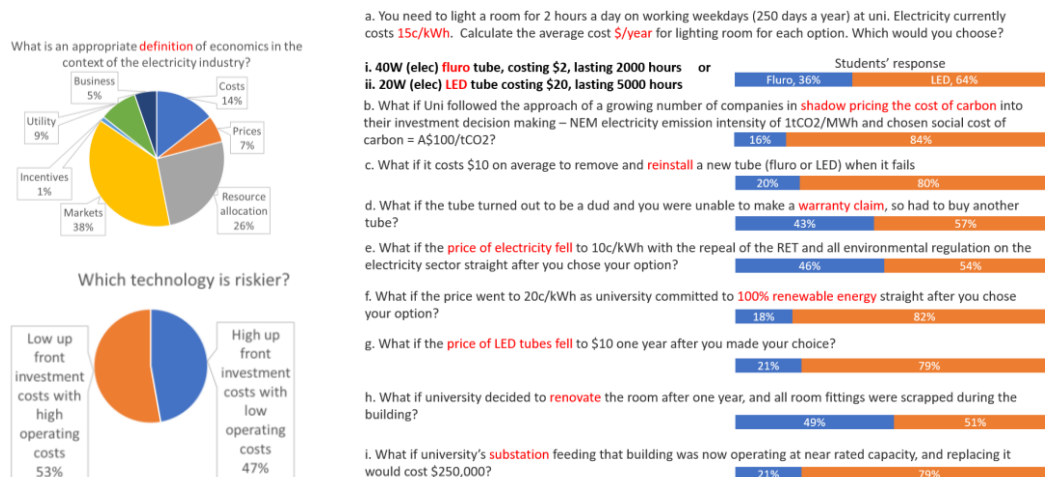 What is an appropriate definition of economics in the
context of the electricity industry?
Business
5%
Costs
14%
Utility
9%
Prices
7%
Incentives
1%
Resource
allocation
26%
Markets
38%
Which technology is riskier?
Low up
front
investment
costs with
high
operating
costs
53%
High up
front
investment
costs with
low
operating
costs
47%
a. You need to light a room for 2 hours a day on working weekdays (250 days a year) at uni. Electricity currently
costs 15c/kWh.  Calculate the average cost $/year for lighting room for each option. Which would you choose?
i. 40W (elec) fluro tube, costing $2, lasting 2000 hours    or
ii. 20W (elec) LED tube costing $20, lasting 5000 hours
Students' response
Fluro, 36%
LED, 64%
b. What if Uni followed the approach of a growing number of companies in shadow pricing the cost of carbon into
their investment decision making – NEM electricity emission intensity of 1tCO2/MWh and chosen social cost of
carbon = A$100/tCO2?
16%
84%
c. What if it costs $10 on average to remove and reinstall a new tube (fluro or LED) when it fails
20%
80%
d. What if the tube turned out to be a dud and you were unable to make a warranty claim, so had to buy another
tube?
43%
57%
e. What if the price of electricity fell to 10c/kWh with the repeal of the RET and all environmental regulation on the
electricity sector straight after you chose your option?
46%
54%
f. What if the price went to 20c/kWh as university committed to 100% renewable energy straight after you chose
your option?
18%
82%
g. What if the price of LED tubes fell to $10 one year after you made your choice?
21%
79%
h. What if university decided to renovate the room after one year, and all room fittings were scrapped during the
building?
49%
51%
i. What if university's substation feeding that building was now operating at near rated capacity, and replacing it
would cost $250,000?
21%
79%